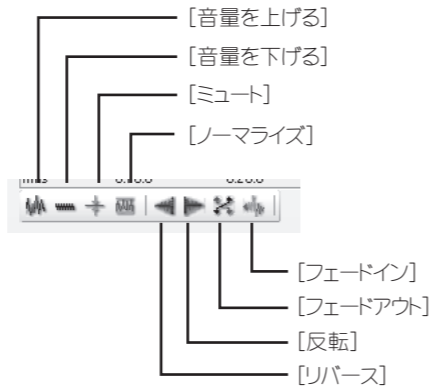 [音量を上げる]
[音量を下げる]
[ミュート]
[ノーマライズ]
[フェードイン]
[フェードアウト]
[反転]
[リバース]